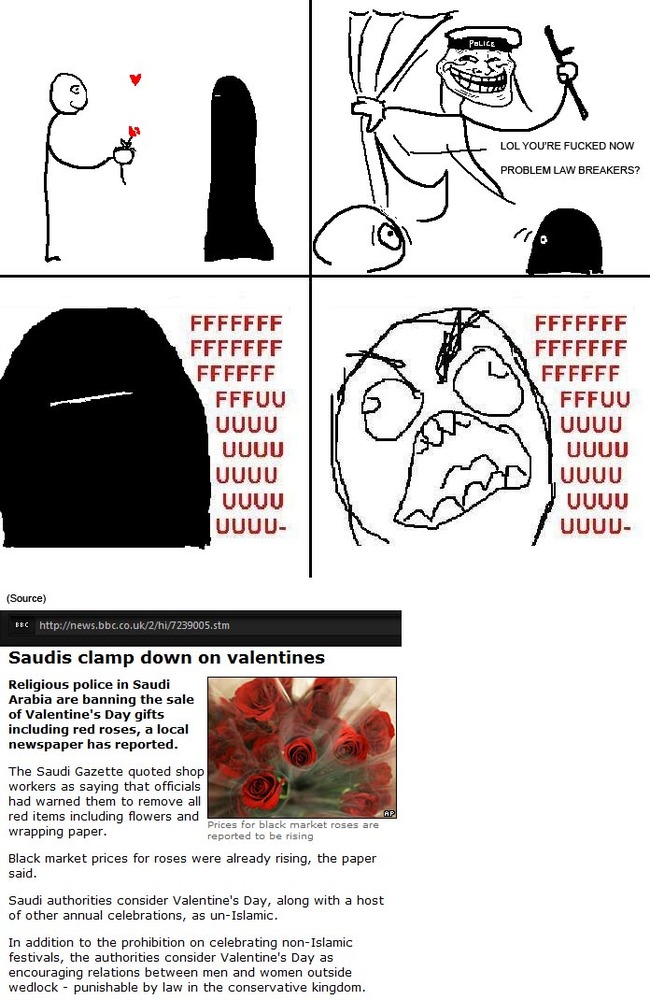 POLICE
LOL YOU'RE FUCKED NOW
PROBLEM LAW BREAKERS?
FFFFFFF
FFFFFFF
FFFFFF
FFFUU
UUUU
UUUU
UUUU
UUUU
UUUU-
FFFFFFF
FFFFFFF
FFFFFF
FFFUU
UUUU
UUUU
UUUU
UUUU
UUUU-
(Source)
BBC http://news.bbc.co.uk/2/hi/7239005.stm
Saudis clamp down on valentines
Religious police in Saudi
Arabia are banning the sale
of Valentine's Day gifts
including red roses, a local
newspaper has reported.
The Saudi Gazette quoted shop
workers as saying that officials
had warned them to remove all
red items including flowers and
wrapping paper.
AP
Prices for black market roses are
reported to be rising
Black market prices for roses were already rising, the paper
said.
Saudi authorities consider Valentine's Day, along with a host
of other annual celebrations, as un-Islamic.
In addition to the prohibition on celebrating non-Islamic
festivals, the authorities consider Valentine's Day as
encouraging relations between men and women outside
wedlock - punishable by law in the conservative kingdom.